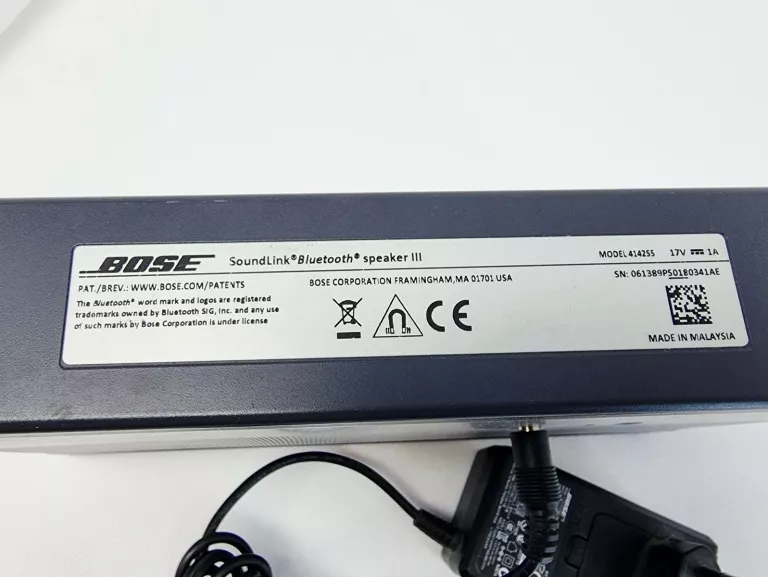 BOSE SoundLink®Bluetooth® speaker III MODEL 414255 17V 1A
PAT./BREV.: WWW.BOSE.COM/PATENTS BOSE CORPORATION FRAMINGHAM,MA 01701 USA SN: 061389P50180341AE
The Bluetooth® word mark and logos are registered
trademarks owned by Bluetooth SIG, Inc. and any use
of such marks by Bose Corporation is under license
CE
MADE IN MALAYSIA